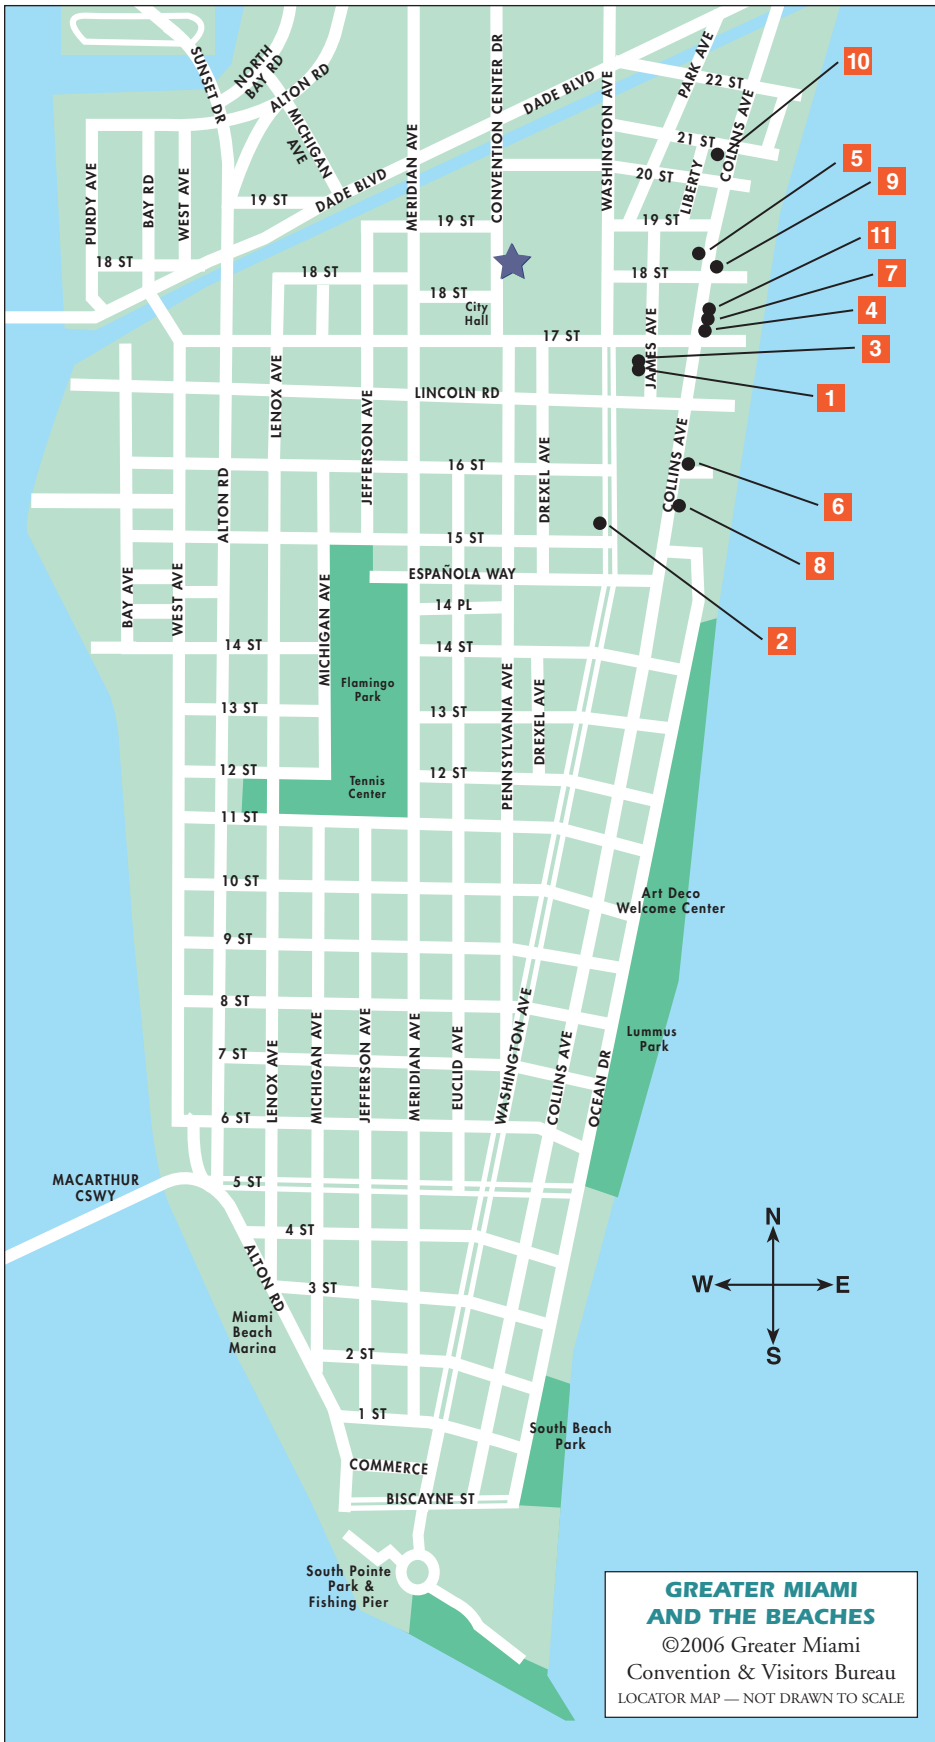 SUNSET DR
NORTH
BAY RD
ALTON RD
MICHIGAN
AVE
MERIDIAN AVE
CONVENTION CENTER DR
DADE BLVD
WASHINGTON AVE
PARK AVE
22 ST
COLLINS AVE
21 ST
LIBERTY
20 ST
10
5
9
PURDY AVE
BAY RD
WEST AVE
19 ST
DADE BLVD
19 ST
19 ST
18 ST
18 ST
18 ST
City
Hall
18 ST
11
7
4
3
1
17 ST
JAMES AVE
LENOX AVE
JEFFERSON AVE
LINCOLN RD
ALTON RD
16 ST
DREXEL AVE
COLLINS AVE
6
8
2
15 ST
BAY AVE
WEST AVE
MICHIGAN AVE
ESPAÑOLA WAY
14 PL
14 ST
14 ST
Flamingo
Park
PENNSYLVANIA AVE
DREXEL AVE
13 ST
13 ST
12 ST
Tennis
Center
12 ST
11 ST
10 ST
Art Deco
Welcome Center
9 ST
8 ST
Lummus
Park
7 ST
LENOX AVE
MICHIGAN AVE
JEFFERSON AVE
MERIDIAN AVE
EUCLID AVE
WASHINGTON AVE
COLLINS AVE
OCEAN DR
6 ST
MACARTHUR
CSWY
5 ST
4 ST
ALTON RD
3 ST
Miami
Beach
Marina
2 ST
1 ST
South Beach
Park
COMMERCE
BISCAYNE ST
South Pointe
Park &
Fishing Pier
N
W
E
S
GREATER MIAMI
AND THE BEACHES
©2006 Greater Miami
Convention & Visitors Bureau
LOCATOR MAP — NOT DRAWN TO SCALE